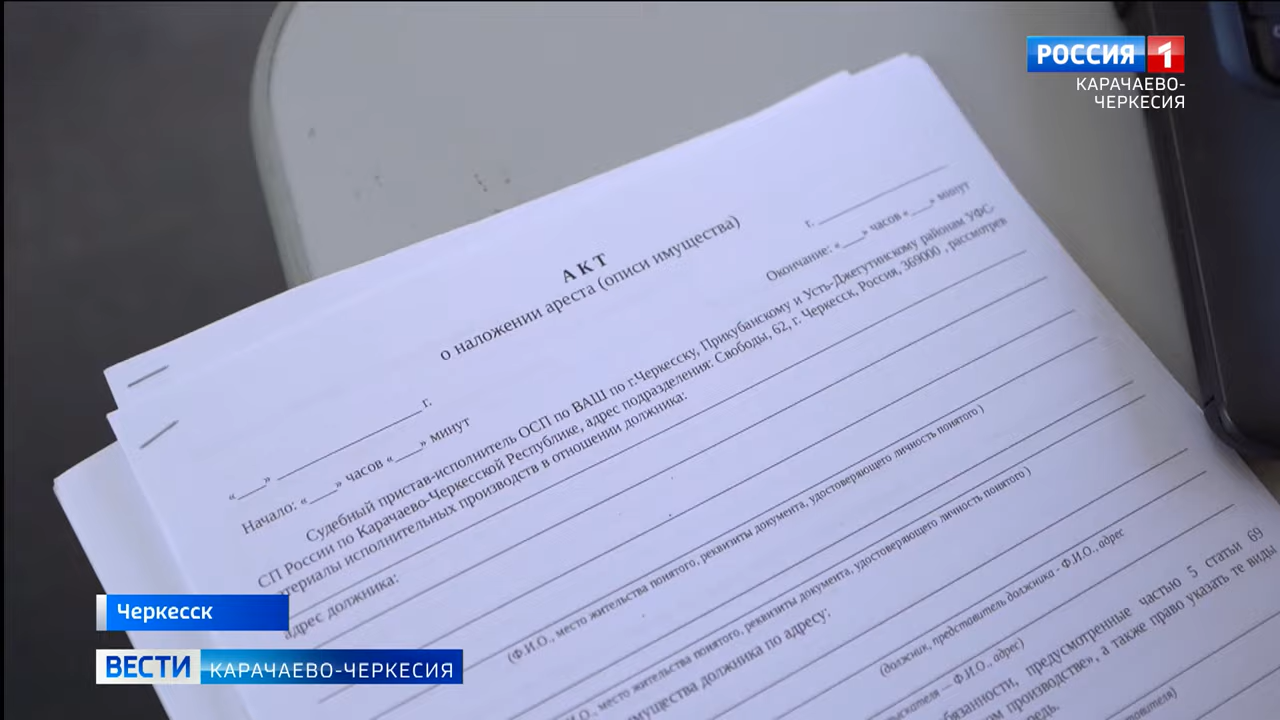 РОССИЯ 1
КАРАЧАЕВО-
ЧЕРКЕСИЯ
АКТ
о наложении ареста (описи имущества)
г.
«___» ____________г.
Начало: «___» часов «___» минут
Окончание: «___» часов «___» минут
Судебный пристав-исполнитель ОСП по ВАШ по г.Черкесску, Прикубанскому и Усть-Джегутинскому районам УФС-
СП России по Карачаево-Черкесской Республике, адрес подразделения: Свободы, 62, г. Черкесск, Россия, 369000 , рассмотрев
материалы исполнительных производств в отношении должника:
адрес должника:
(Ф.И.О., место жительства понятого, реквизиты документа, удостоверяющего личность понятого )
место жительства понятого, реквизиты документа, удостоверяющего личность понятого )
имущества должника по адресу:
(должник, представитель должника - Ф.И.О., адрес
– Ф.И.О., адрес)
обязанности, предусмотренные частью 5 статьи 69
производстве», а также право указать те виды
Черкесск
ВЕСТИ КАРАЧАЕВО-ЧЕРКЕСИЯ